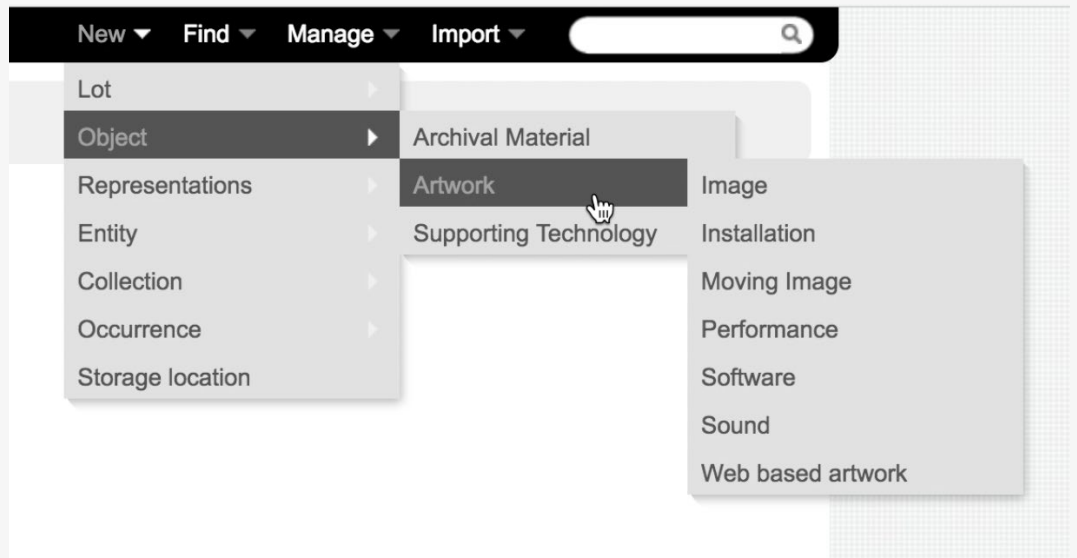 New Find Manage Import
Lot
Object
Representations
Entity
Collection
Occurrence
Storage location
Archival Material
Artwork
Supporting Technology
Image
Installation
Moving Image
Performance
Software
Sound
Web based artwork